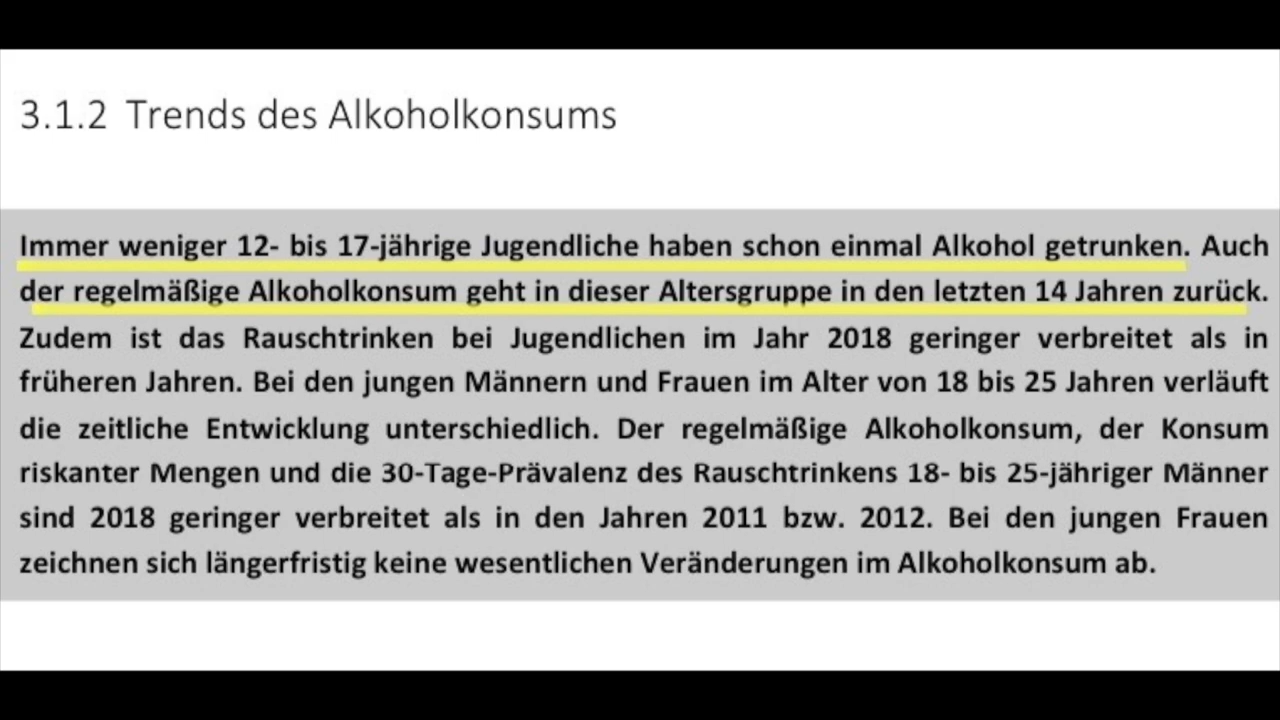 3.1.2 Trends des Alkoholkonsums
Immer weniger 12- bis 17-jährige Jugendliche haben schon einmal Alkohol getrunken. Auch
der regelmäßige Alkoholkonsum geht in dieser Altersgruppe in den letzten 14 Jahren zurück.
Zudem ist das Rauschtrinken bei Jugendlichen im Jahr 2018 geringer verbreitet als in
früheren Jahren. Bei den jungen Männern und Frauen im Alter von 18 bis 25 Jahren verläuft
die zeitliche Entwicklung unterschiedlich. Der regelmäßige Alkoholkonsum, der Konsum
riskanter Mengen und die 30-Tage-Prävalenz des Rauschtrinkens 18- bis 25-jähriger Männer
sind 2018 geringer verbreitet als in den Jahren 2011 bzw. 2012. Bei den jungen Frauen
zeichnen sich längerfristig keine wesentlichen Veränderungen im Alkoholkonsum ab.